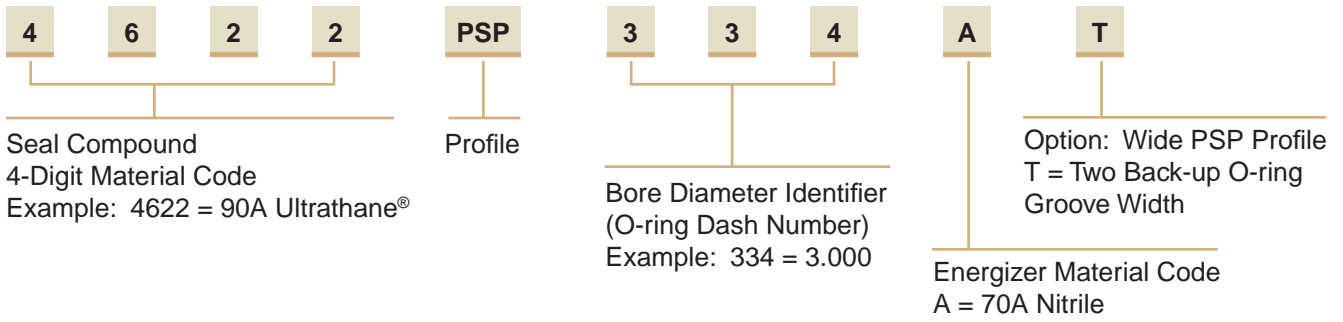 4 6 2 2 PSP 3 3 4 A T
Seal Compound
4-Digit Material Code
Example: 4622 = 90A Ultrathane®
Profile
Bore Diameter Identifier
(O-ring Dash Number)
Example: 334 = 3.000
Option: Wide PSP Profile
T = Two Back-up O-ring
Groove Width
Energizer Material Code
A = 70A Nitrile